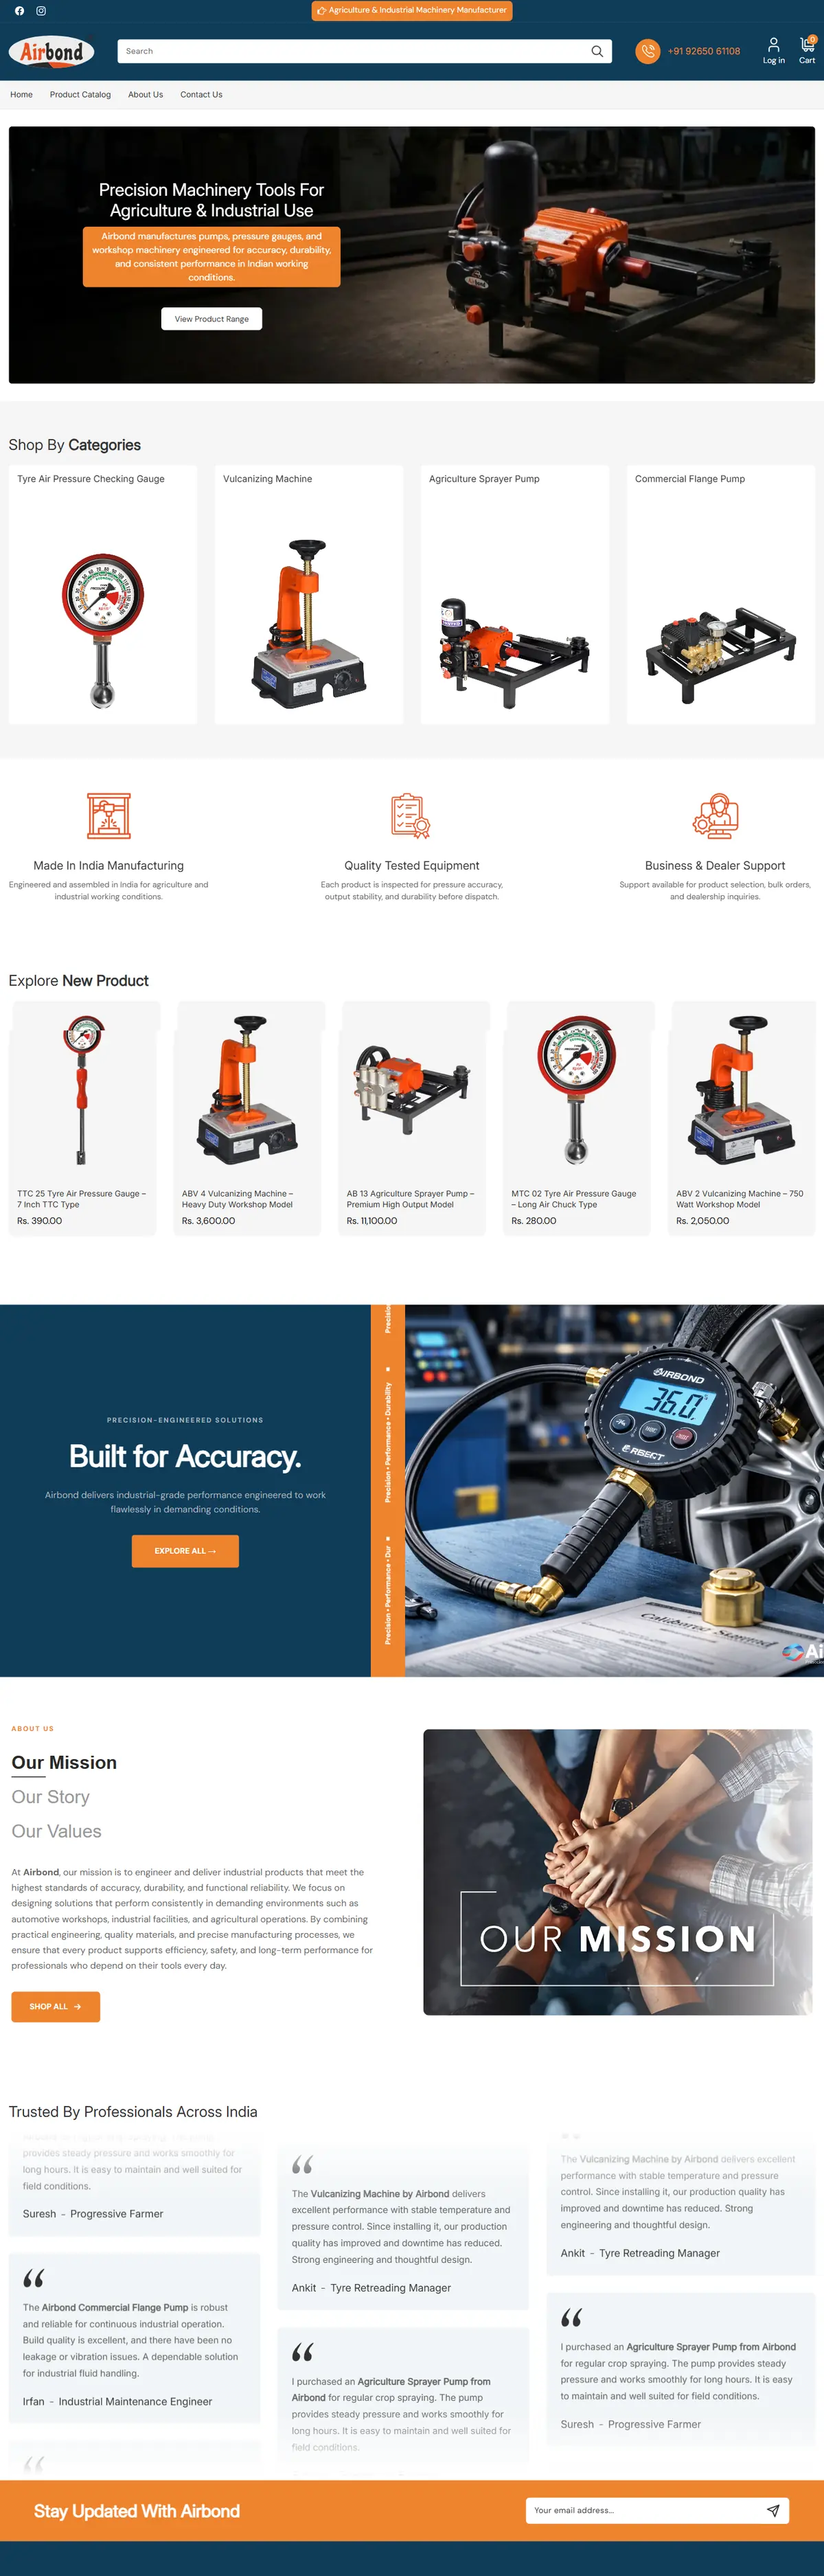 Agriculture & Industrial Machinery Manufacturer
Airbond
Search
+91 92650 61108
Log in
0
Cart
Home
Product Catalog
About Us
Contact Us
Precision Machinery Tools For
Agriculture & Industrial Use
Airbond manufactures pumps, pressure gauges, and
workshop machinery engineered for accuracy, durability,
and consistent performance in Indian working
conditions.
View Product Range
Shop By Categories
Tyre Air Pressure Checking Gauge
Vulcanizing Machine
Agriculture Sprayer Pump
Commercial Flange Pump
Made In India Manufacturing
Engineered and assembled in India for agriculture and
industrial working conditions.
Quality Tested Equipment
Each product is inspected for pressure accuracy,
output stability, and durability before dispatch.
Business & Dealer Support
Support available for product selection, bulk orders,
and dealership inquiries.
Explore New Product
TTC 25 Tyre Air Pressure Gauge –
7 Inch TTC Type
Rs. 390.00
ABV 4 Vulcanizing Machine –
Heavy Duty Workshop Model
Rs. 3,600.00
AB 13 Agriculture Sprayer Pump –
Premium High Output Model
Rs. 11,100.00
MTC 02 Tyre Air Pressure Gauge
– Long Air Chuck Type
Rs. 280.00
ABV 2 Vulcanizing Machine – 750
Watt Workshop Model
Rs. 2,050.00
PRECISION-ENGINEERED SOLUTIONS
Built for Accuracy.
Airbond delivers industrial-grade performance engineered to work
flawlessly in demanding conditions.
EXPLORE ALL →
Precision
Precision • Performance • Durability
Precision • Performance • Dur
AIRBOND
36.0
Ai
ABOUT US
Our Mission
Our Story
Our Values
At Airbond, our mission is to engineer and deliver industrial products that meet the
highest standards of accuracy, durability, and functional reliability. We focus on
designing solutions that perform consistently in demanding environments such as
automotive workshops, industrial facilities, and agricultural operations. By combining
practical engineering, quality materials, and precise manufacturing processes, we
ensure that every product supports efficiency, safety, and long-term performance for
professionals who depend on their tools every day.
SHOP ALL →
OUR MISSION
Trusted By Professionals Across India
provides steady pressure and works smoothly for
long hours. It is easy to maintain and well suited for
field conditions.
Suresh - Progressive Farmer
The Airbond Commercial Flange Pump is robust
and reliable for continuous industrial operation.
Build quality is excellent, and there have been no
leakage or vibration issues. A dependable solution
for industrial fluid handling.
Irfan - Industrial Maintenance Engineer
The Vulcanizing Machine by Airbond delivers
excellent performance with stable temperature and
pressure control. Since installing it, our production
quality has improved and downtime has reduced.
Strong engineering and thoughtful design.
Ankit - Tyre Retreading Manager
I purchased an Agriculture Sprayer Pump from
Airbond for regular crop spraying. The pump
provides steady pressure and works smoothly for
long hours. It is easy to maintain and well suited for
field conditions.
The Vulcanizing Machine by Airbond delivers excellent
performance with stable temperature and pressure
control. Since installing it, our production quality has
improved and downtime has reduced. Strong
engineering and thoughtful design.
Ankit - Tyre Retreading Manager
I purchased an Agriculture Sprayer Pump from Airbond
for regular crop spraying. The pump provides steady
pressure and works smoothly for long hours. It is easy
to maintain and well suited for field conditions.
Suresh - Progressive Farmer
Stay Updated With Airbond
Your email address...